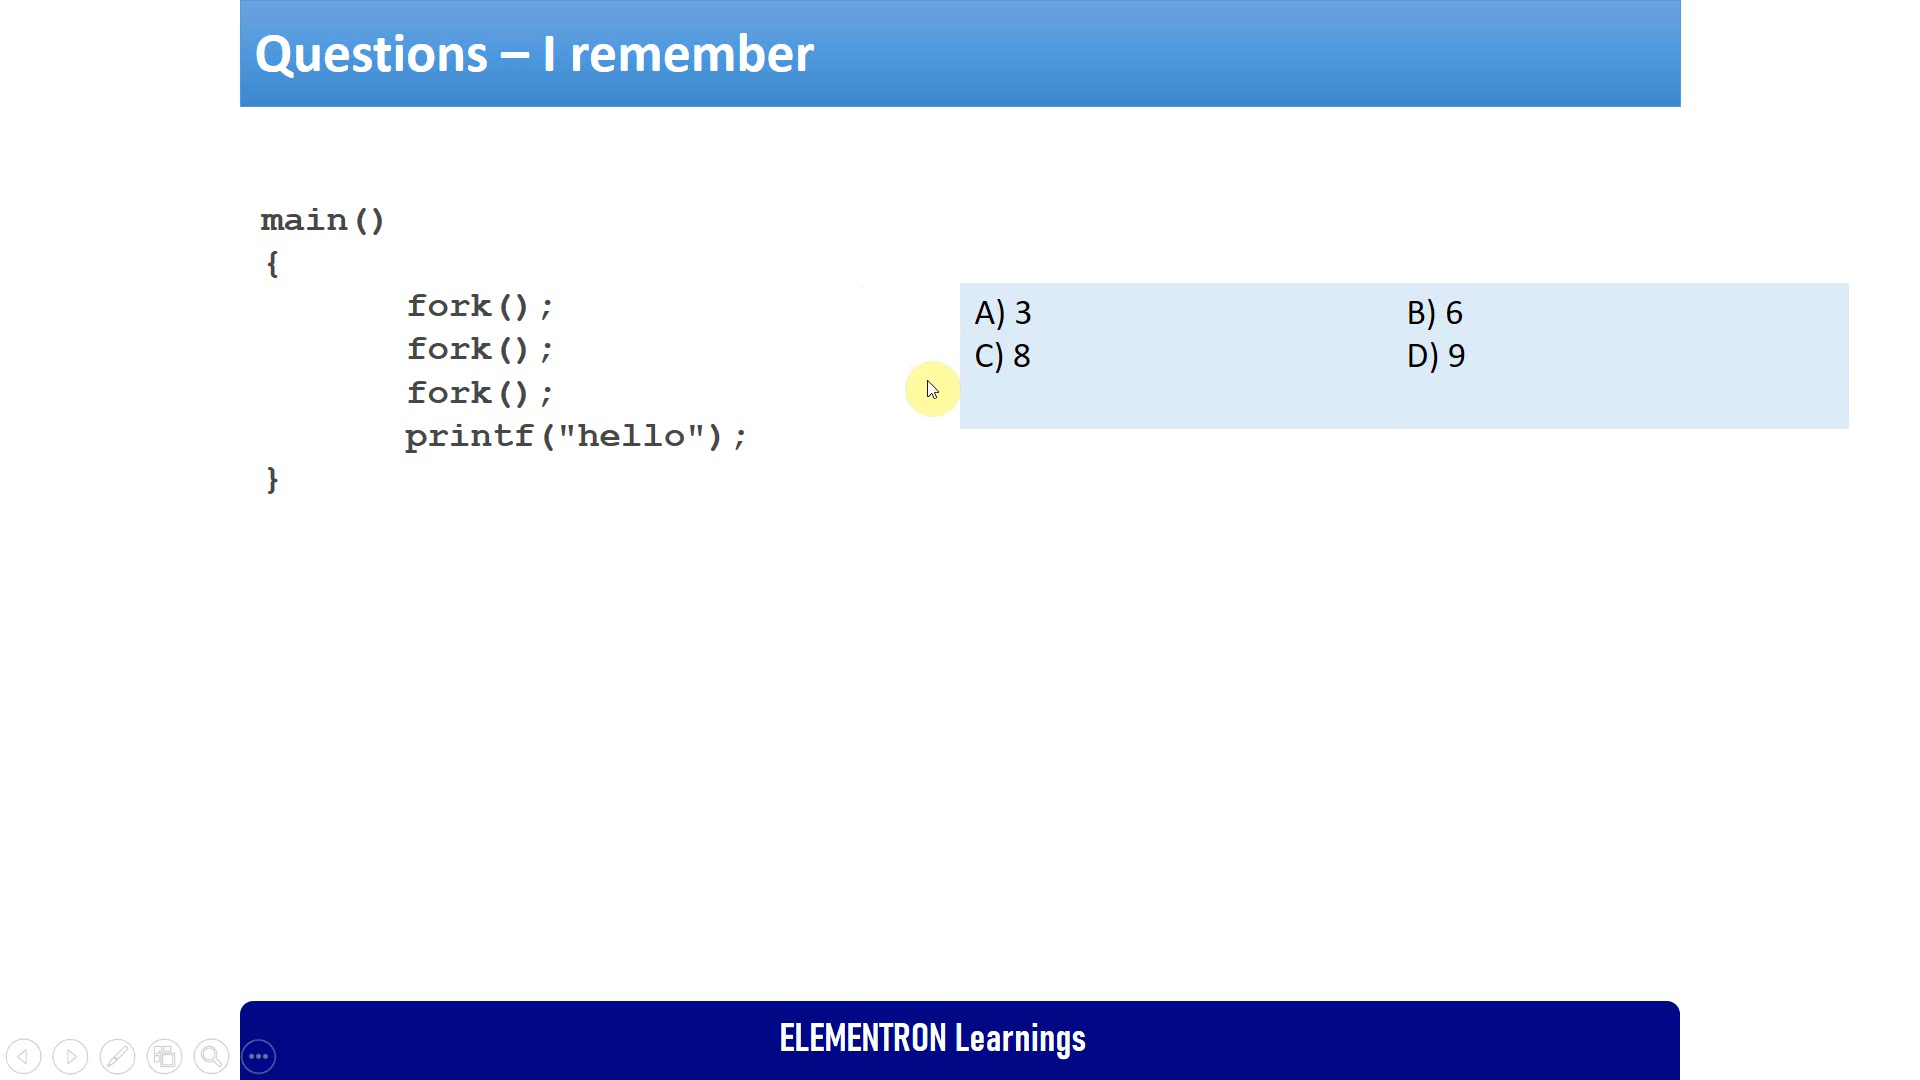 Questions – I remember
main()
{
fork();
fork();
fork();
printf("hello");
}
A) 3 B) 6
C) 8 D) 9
ELEMENTRON Learnings